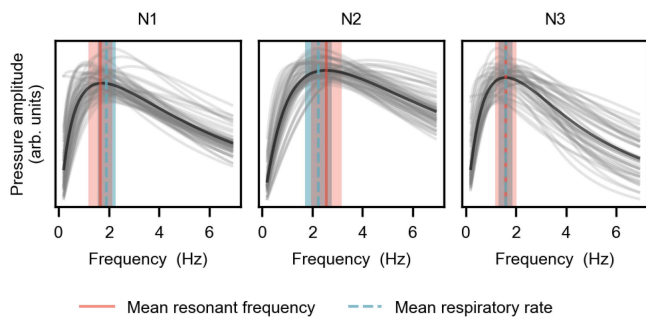 N1
N2
N3
Pressure amplitude
(arb. units)
0 2 4 6
0 2 4 6
0 2 4 6
Frequency (Hz)
Frequency (Hz)
Frequency (Hz)
Mean resonant frequency
Mean respiratory rate